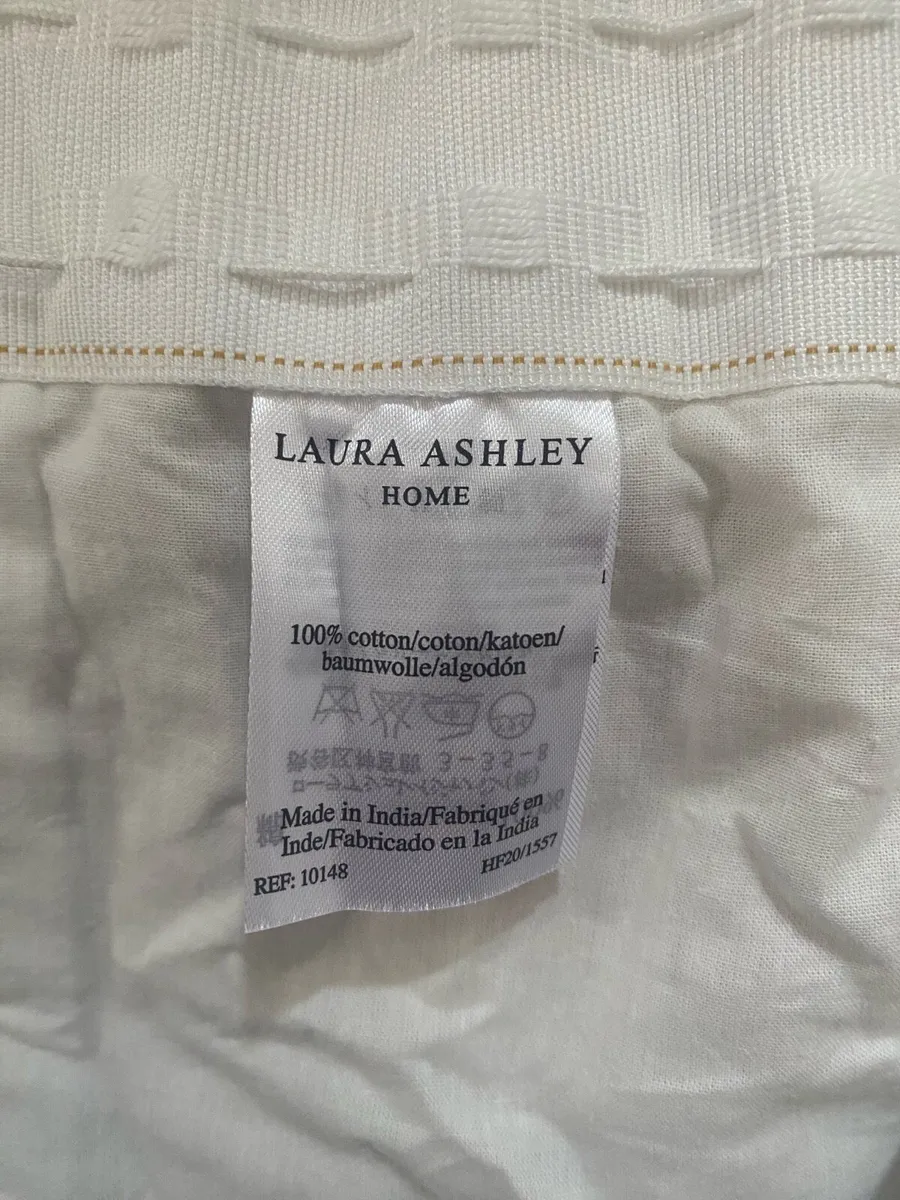 LAURA ASHLEY
HOME
100% cotton/coton/katoen/
baumwolle/algodón
Made in India/Fabriqué en
Inde/Fabricado en la India
REF: 10148
HF20/1557